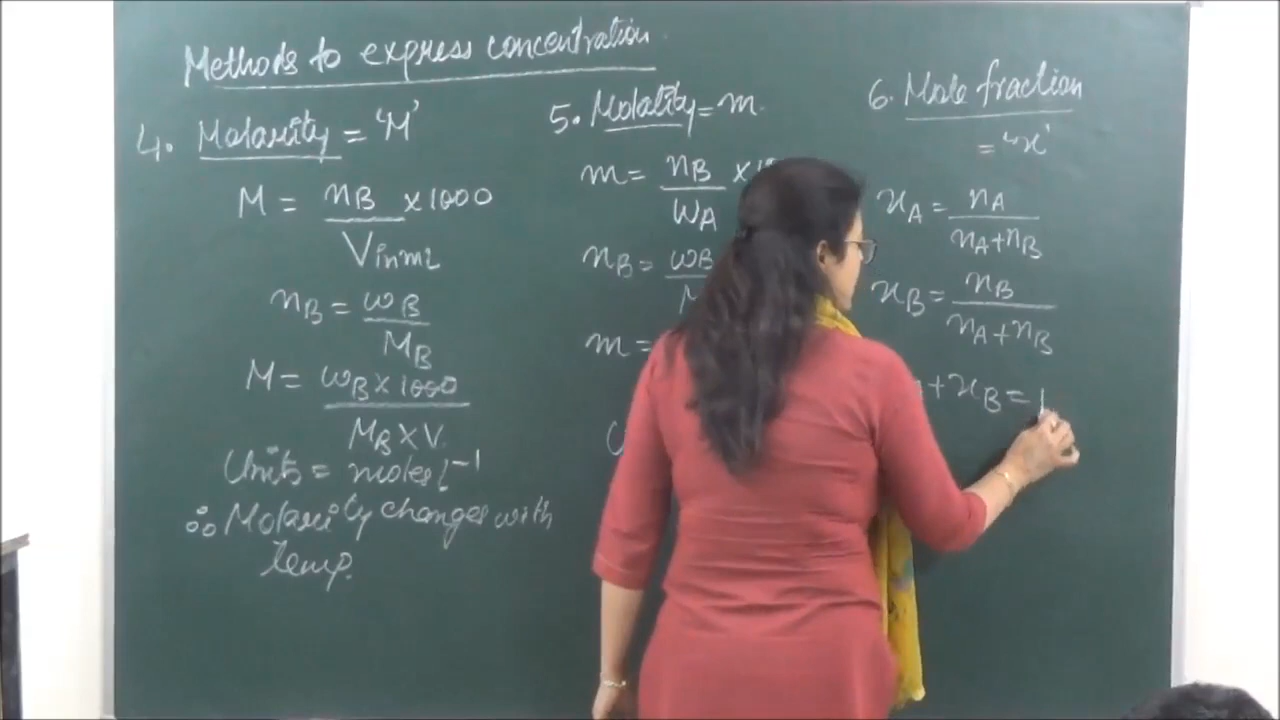 Methods to express concentration
4. Molarity = 'M'
M = nB × 1000
V in mL
nB = wB
MB
M = wB × 1000
MB × V
Units = moles l⁻¹
∴ Molarity changes with
temp.
5. Molality = m
m = nB ×
WA
nB = wB
m =
6. Mole fraction
= 'x'
xA = nA
nA + nB
xB = nB
nA + nB
+ xB = 1